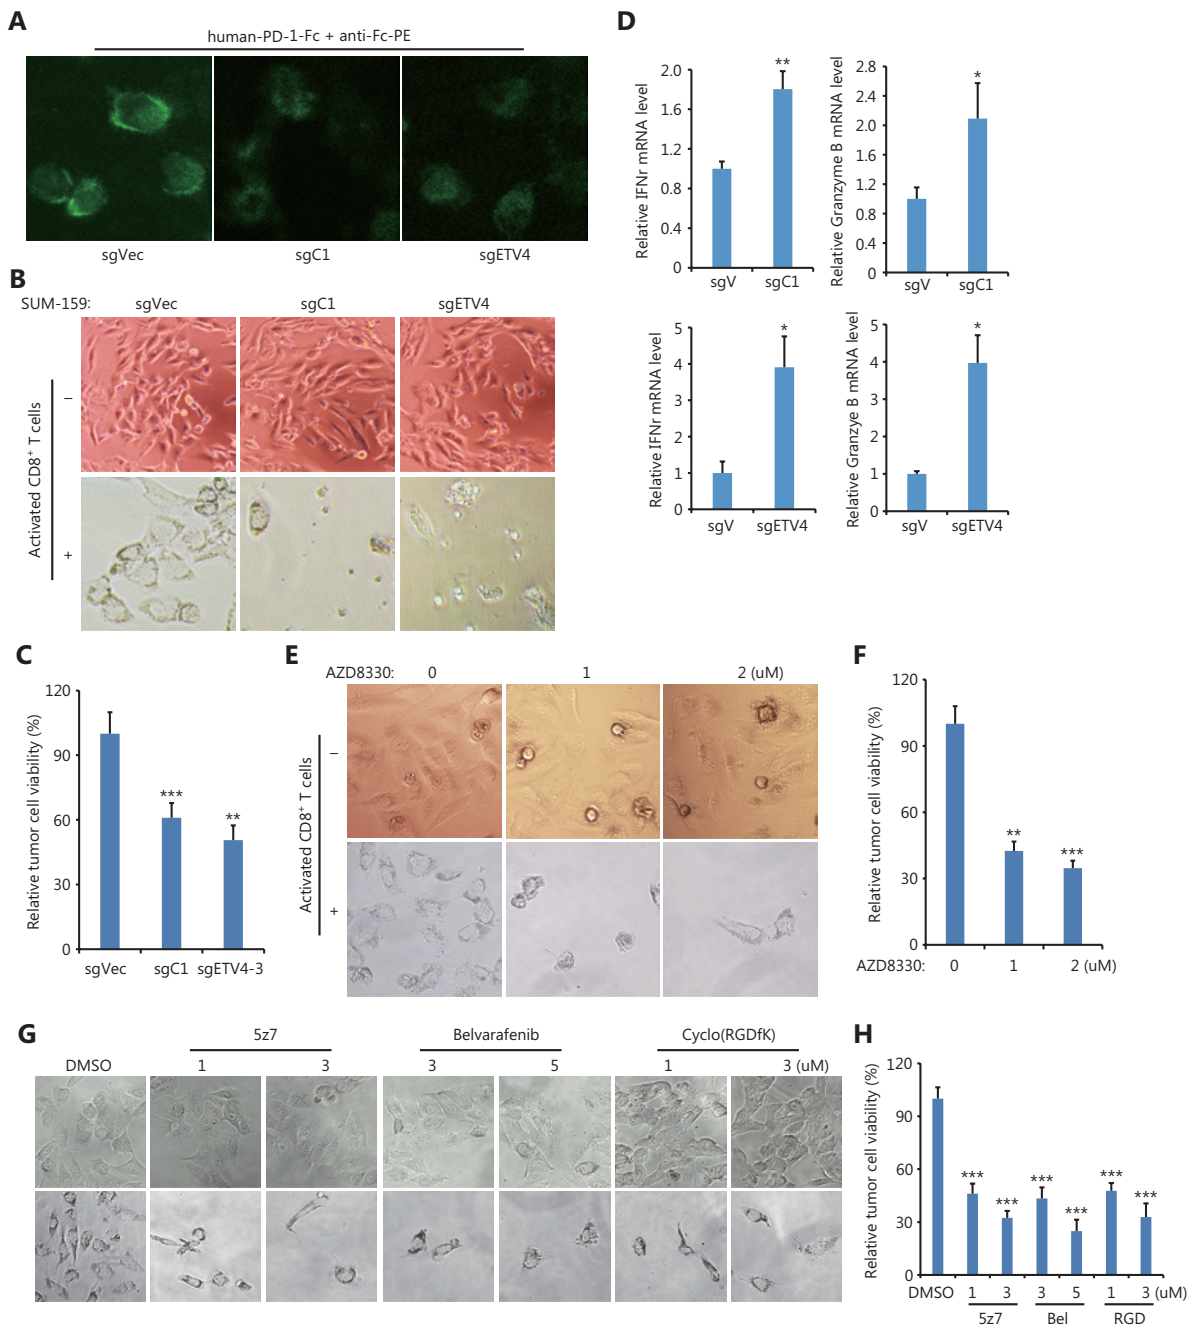 A
human-PD-1-Fc + anti-Fc-PE
sgVec sgC1 sgETV4
B
SUM-159: sgVec sgC1 sgETV4
Activated CD8⁺ T cells
–
+
C
Relative tumor cell viability (%)
120
90
60
30
0
***
**
sgVec sgC1 sgETV4-3
D
Relative IFNr mRNA level
2.0
1.6
1.2
0.8
0.4
0
**
sgV sgC1
Relative Granzyme B mRNA level
2.8
2.4
2.0
1.6
1.2
0.8
0.4
0
*
sgV sgC1
Relative IFNr mRNA level
5
4
3
2
1
0
*
sgV sgETV4
Relative Granzye B mRNA level
5
4
3
2
1
0
*
sgV sgETV4
E
AZD8330: 0 1 2 (uM)
Activated CD8⁺ T cells
–
+
F
Relative tumor cell viability (%)
120
90
60
30
0
**
***
AZD8330: 0 1 2 (uM)
G
5z7 Belvarafenib Cyclo(RGDfK)
DMSO 1 3 3 5 1 3 (uM)
H
Relative tumor cell viability (%)
120
90
60
30
0
*** *** *** *** *** ***
DMSO 1 3 3 5 1 3 (uM)
5z7 Bel RGD